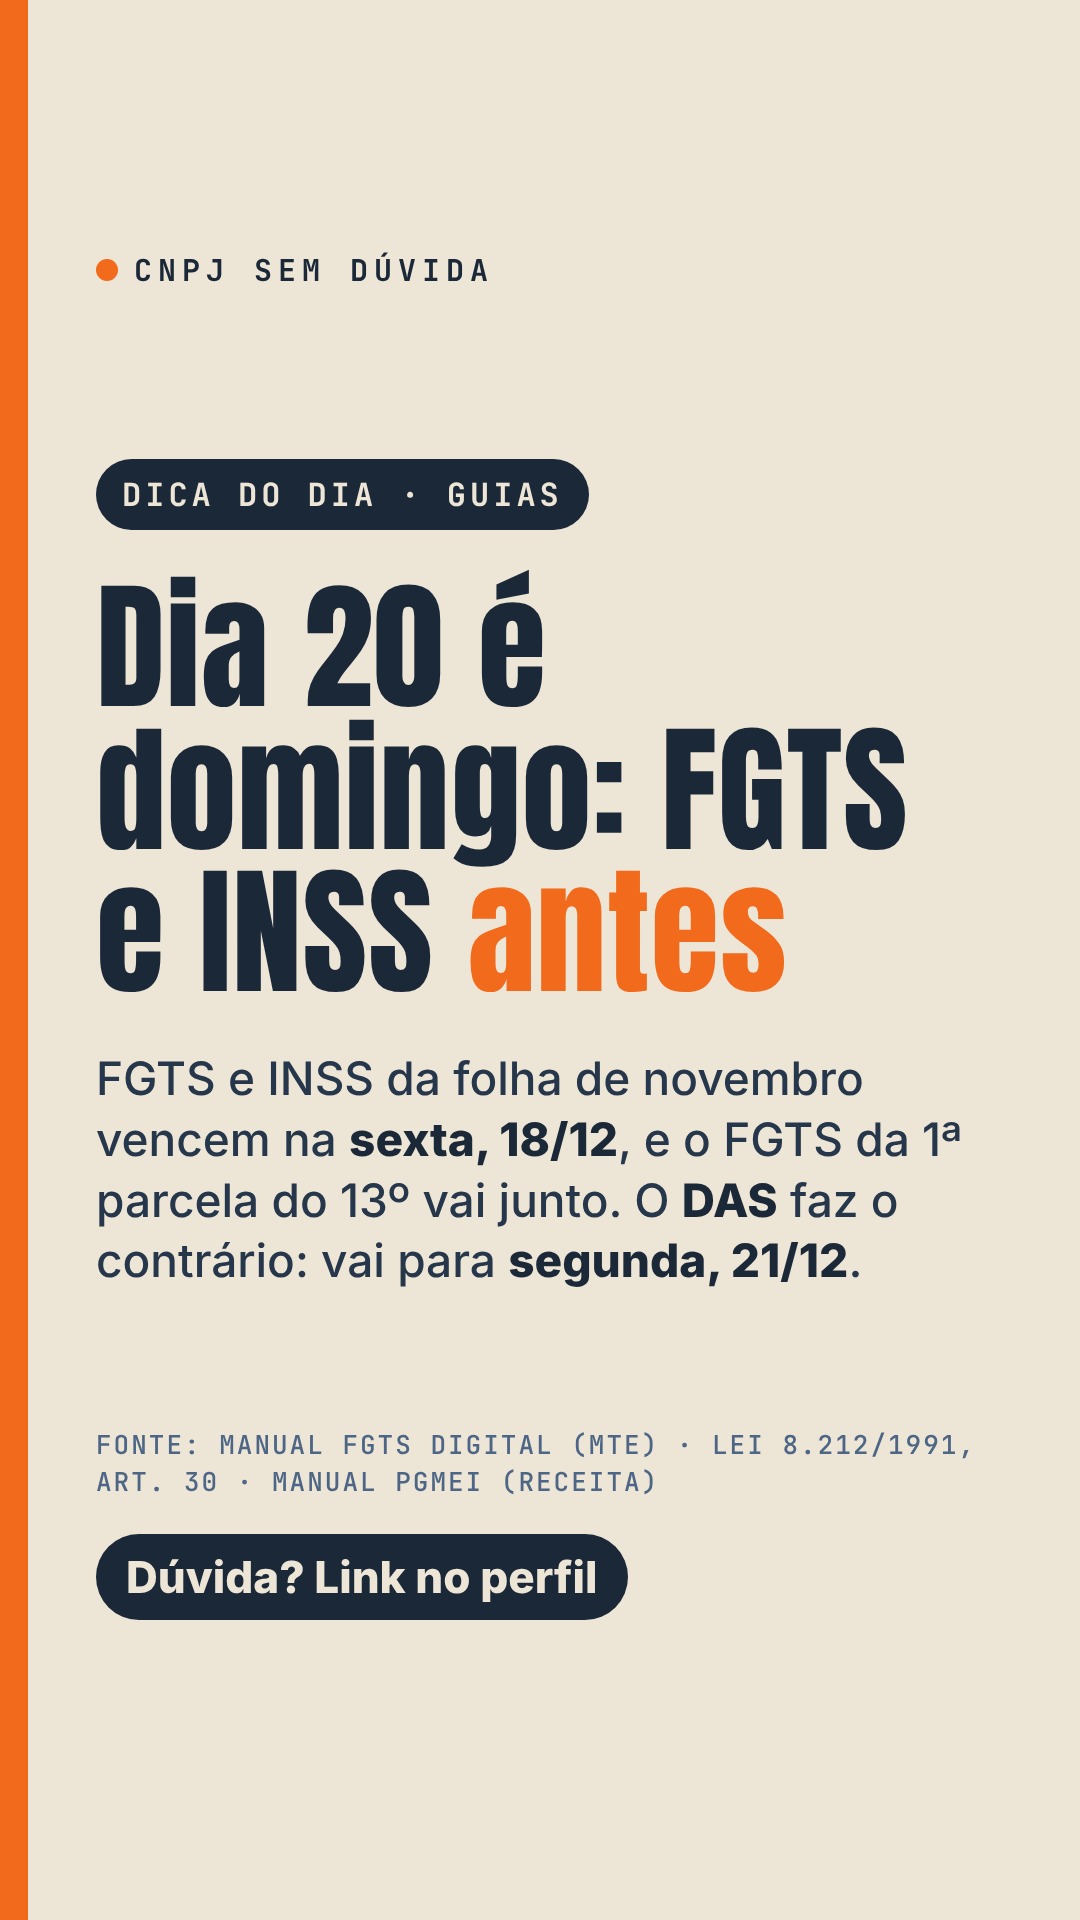 CNPJ SEM DÚVIDA
DICA DO DIA · GUIAS
Dia 20 é
domingo: FGTS
e INSS antes
FGTS e INSS da folha de novembro
vencem na sexta, 18/12, e o FGTS da 1ª
parcela do 13º vai junto. O DAS faz o
contrário: vai para segunda, 21/12.
FONTE: MANUAL FGTS DIGITAL (MTE) · LEI 8.212/1991,
ART. 30 · MANUAL PGMEI (RECEITA)
Dúvida? Link no perfil